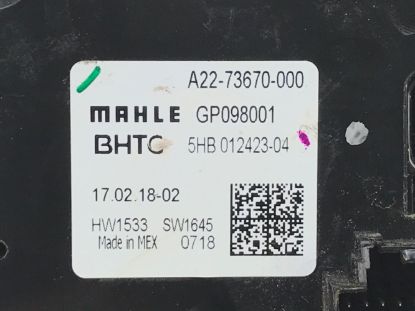 A22-73670-000
MAHLE GP098001
BHTC 5HB 012423-04
17.02.18-02
HW1533 SW1645
Made in MEX 0718